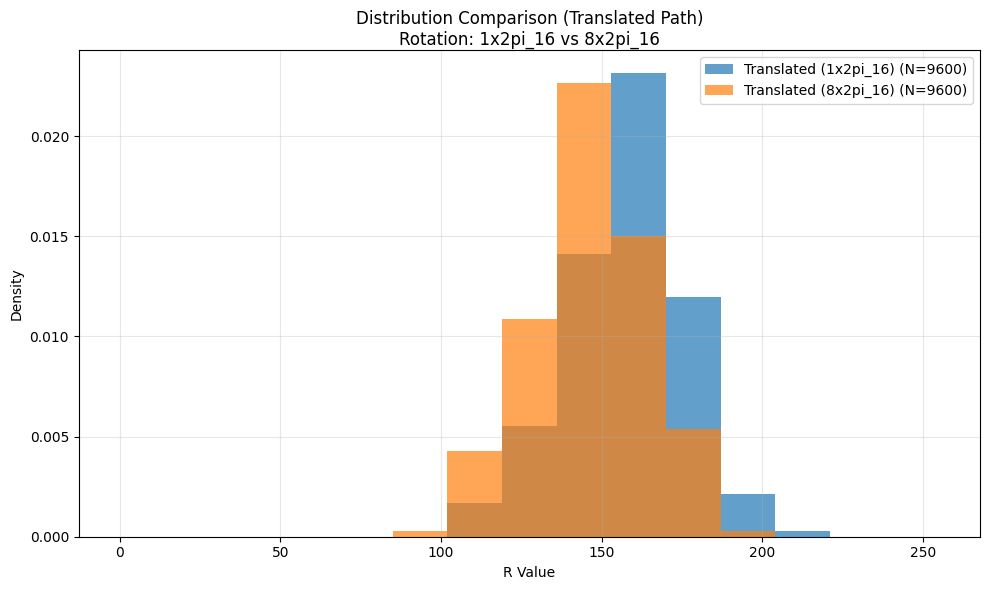 Distribution Comparison (Translated Path)
Rotation: 1x2pi_16 vs 8x2pi_16
Translated (1x2pi_16) (N=9600)
Translated (8x2pi_16) (N=9600)
Density
0.020
0.015
0.010
0.005
0.000
0 50 100 150 200 250
R Value